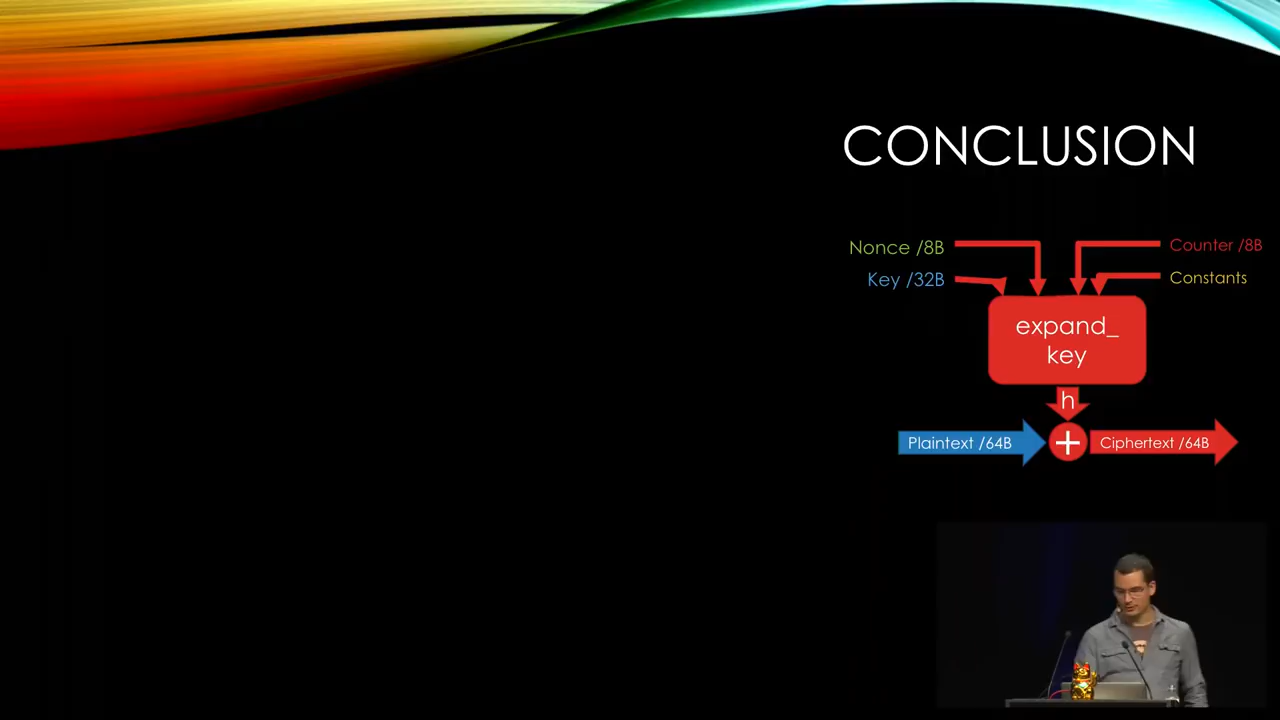 CONCLUSION
Nonce /8B
Counter /8B
Key /32B
Constants
expand_
key
h
Plaintext /64B
+
Ciphertext /64B